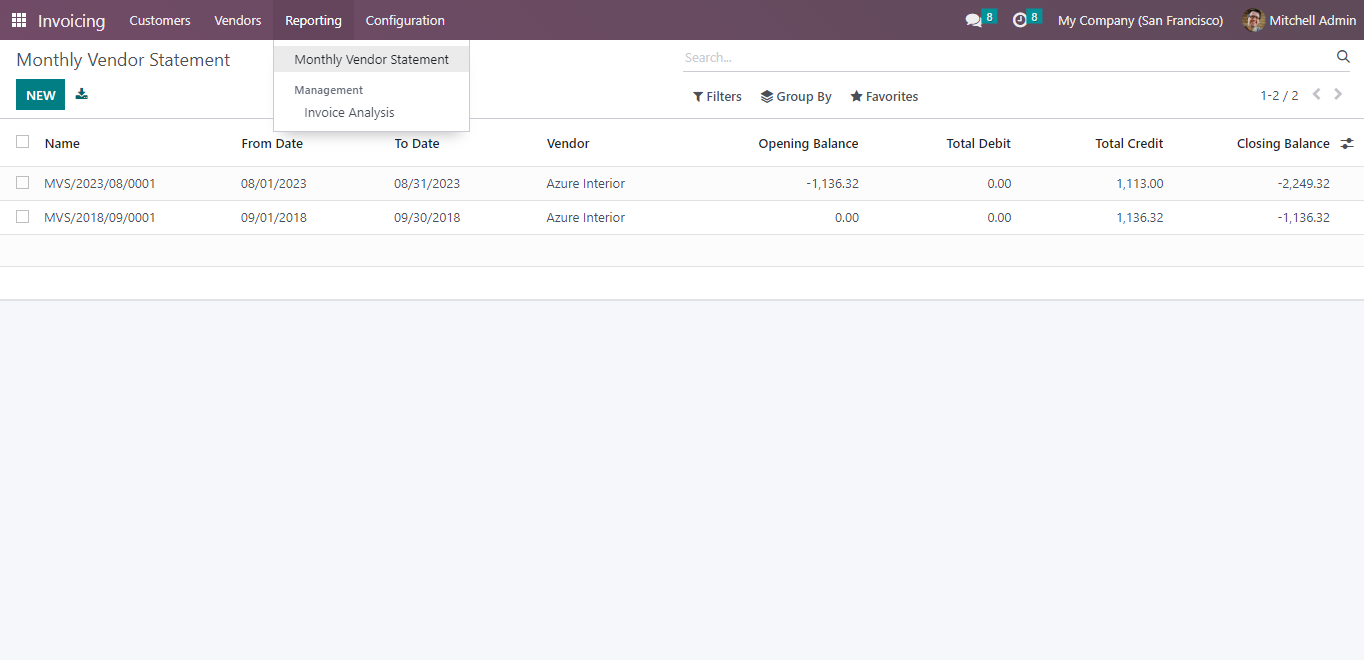 Invoicing Customers Vendors Reporting Configuration 8 8 My Company (San Francisco) Mitchell Admin
Monthly Vendor Statement
Monthly Vendor Statement
Management
Invoice Analysis
Search...
NEW
Filters Group By Favorites 1-2 / 2
Name From Date To Date Vendor Opening Balance Total Debit Total Credit Closing Balance
MVS/2023/08/0001 08/01/2023 08/31/2023 Azure Interior -1,136.32 0.00 1,113.00 -2,249.32
MVS/2018/09/0001 09/01/2018 09/30/2018 Azure Interior 0.00 0.00 1,136.32 -1,136.32